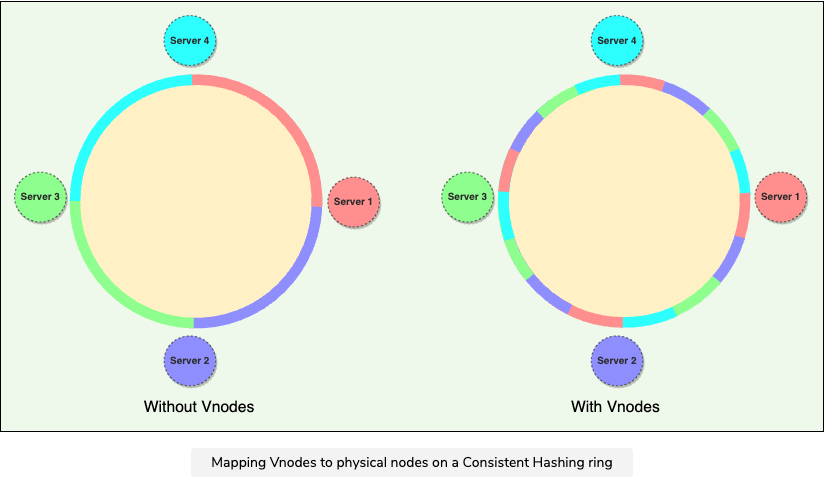 Server 4
Server 4
Server 3
Server 1
Server 3
Server 1
Server 2
Server 2
Without Vnodes
With Vnodes
Mapping Vnodes to physical nodes on a Consistent Hashing ring